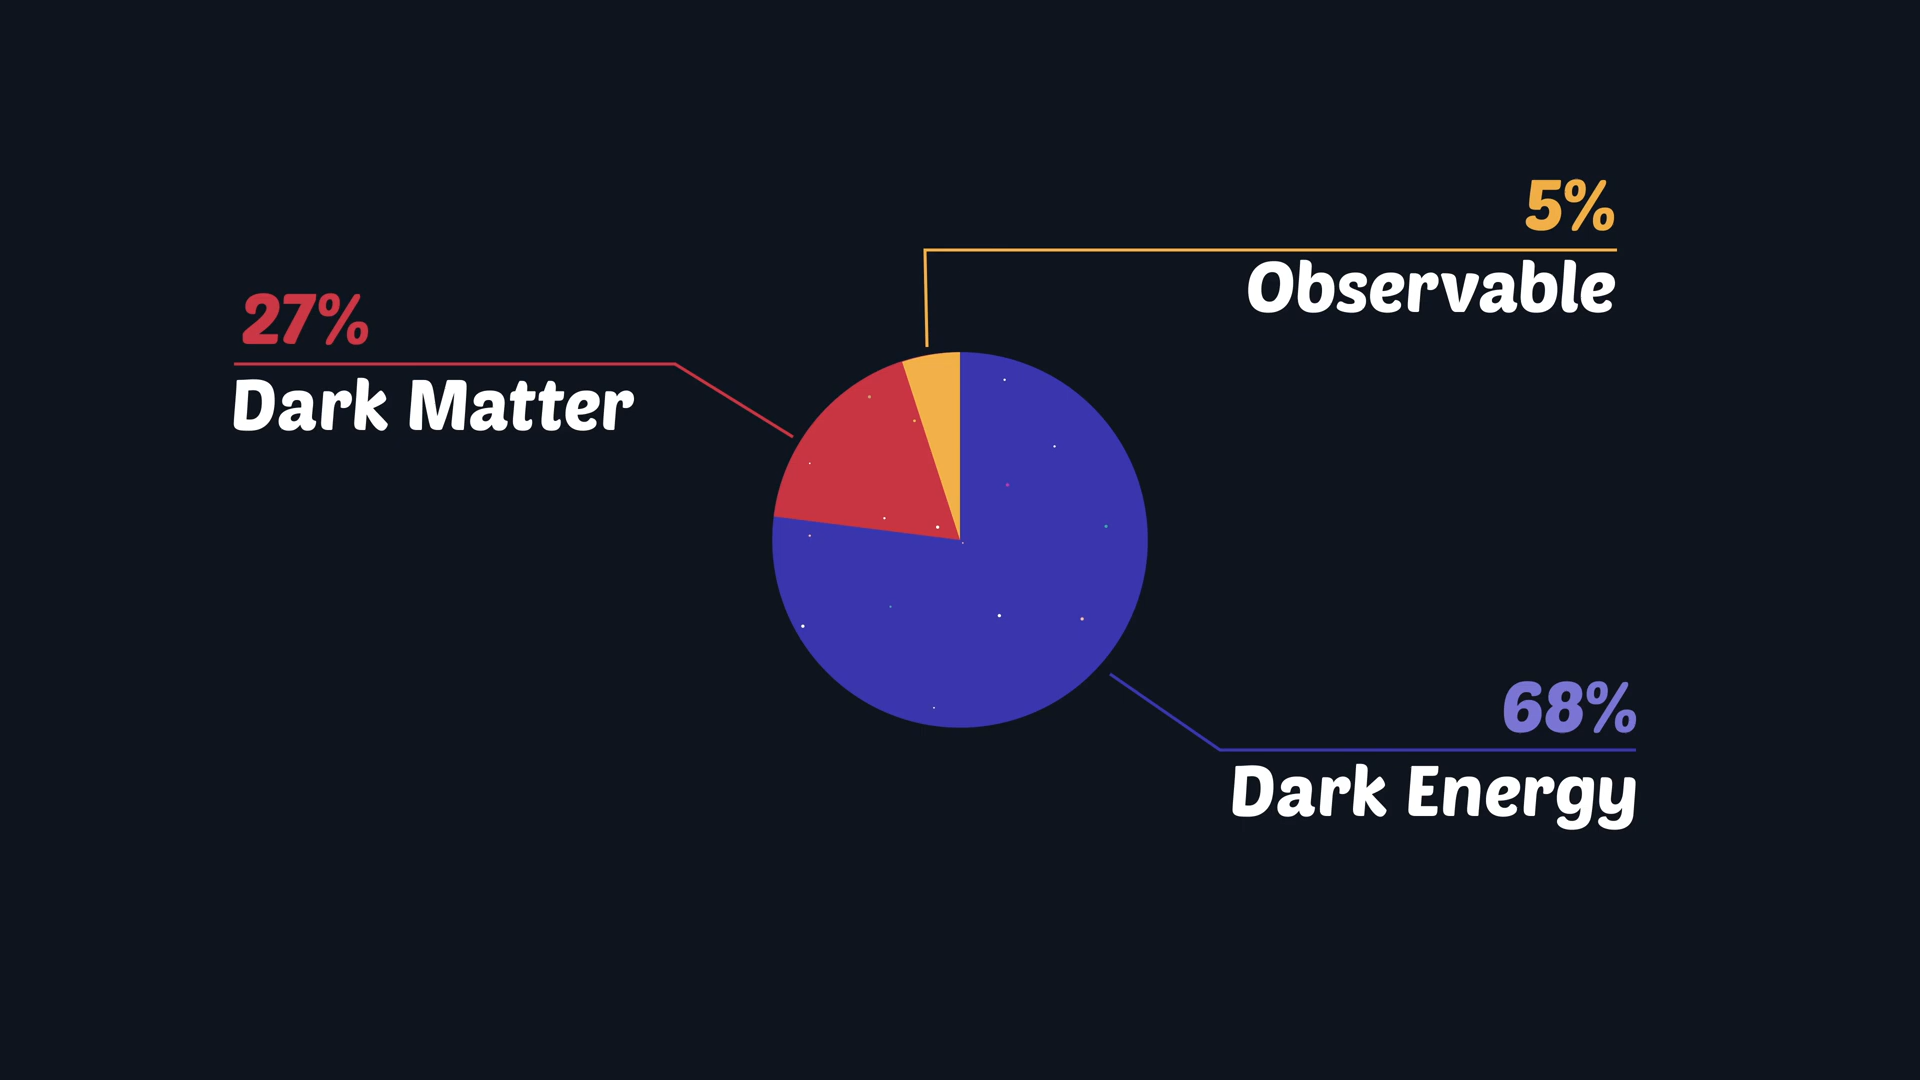 5%
Observable
27%
Dark Matter
68%
Dark Energy